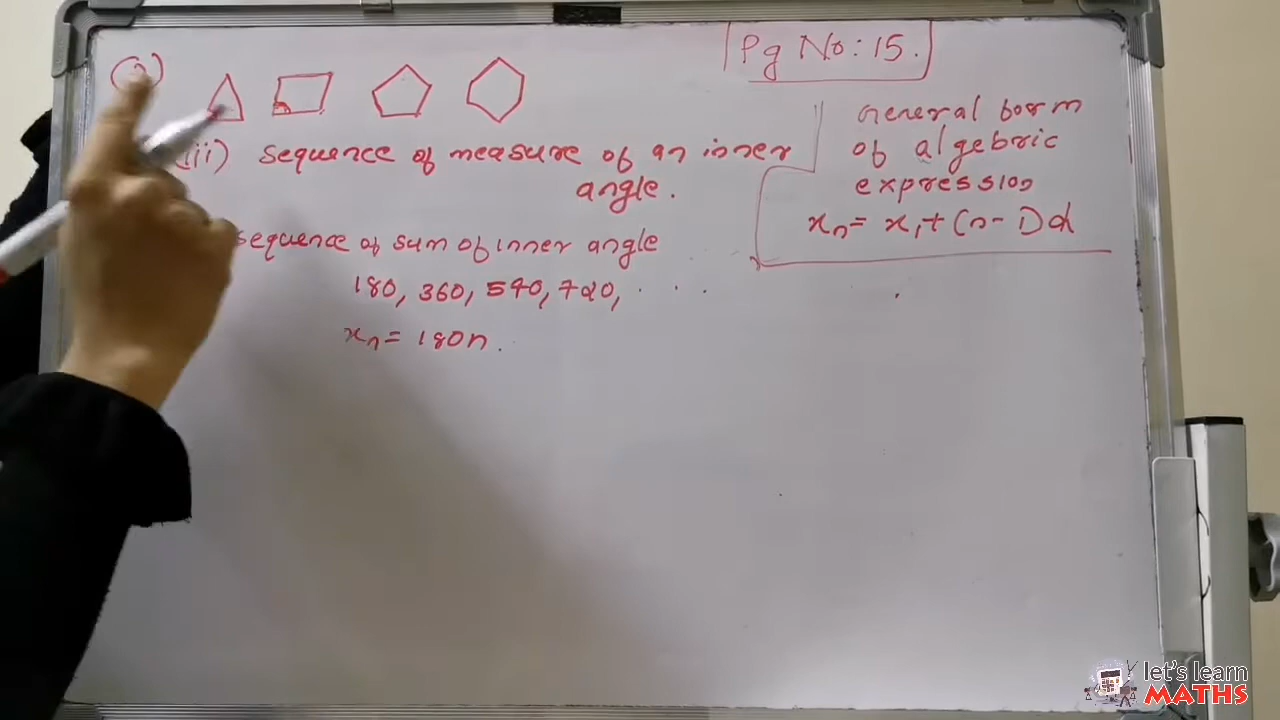 Pg No: 15.
General form
of algebric
expression
xₙ = x₁ + (n - 1)d
(iii) sequence of measure of an inner
angle.
sequence of sum of inner angle
180, 360, 540, 720, . . .
xₙ = 180n.
let's learn
MATHS